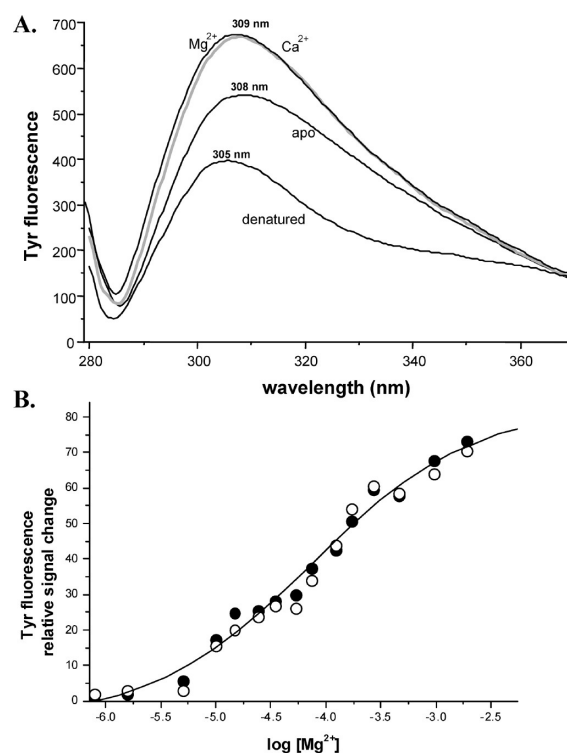 A.
Tyr fluorescence
700
600
500
400
300
200
100
0
Mg2+
309 nm
Ca2+
308 nm
apo
305 nm
denatured
280 300 320 340 360
wavelength (nm)
B.
Tyr fluorescence
relative signal change
80
70
60
50
40
30
20
10
0
-6.0 -5.5 -5.0 -4.5 -4.0 -3.5 -3.0 -2.5
log [Mg2+]